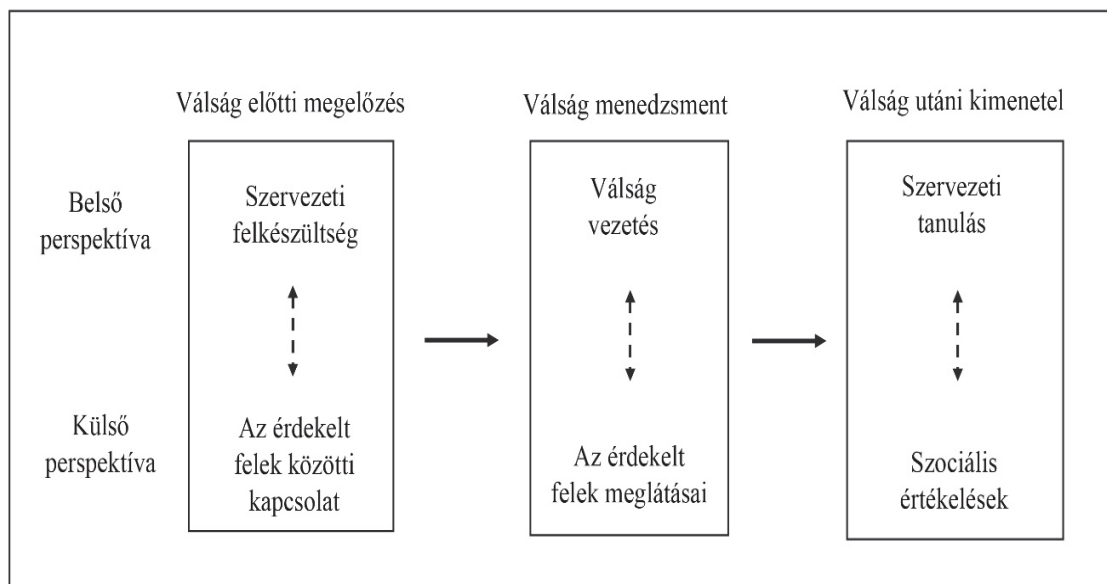 Válság előtti megelőzés
Válság menedzsment
Válság utáni kimenetel
Belső
perspektíva
Szervezeti
felkészültség
Válság
vezetés
Szervezeti
tanulás
Külső
perspektíva
Az érdekelt
felek közötti
kapcsolat
Az érdekelt
felek meglátásai
Szociális
értékelések